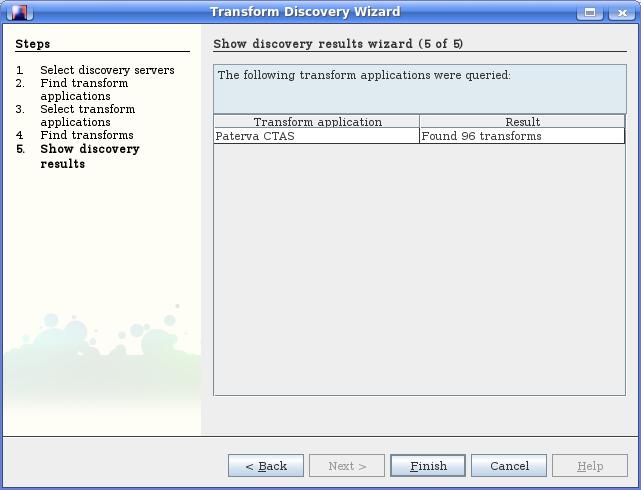 Transform Discovery Wizard
Steps
1. Select discovery servers
2. Find transform
applications
3. Select transform
applications
4. Find transforms
5. Show discovery
results
Show discovery results wizard (5 of 5)
The following transform applications were queried:
Transform application Result
Paterva CTAS Found 96 transforms
< Back Next > Finish Cancel Help